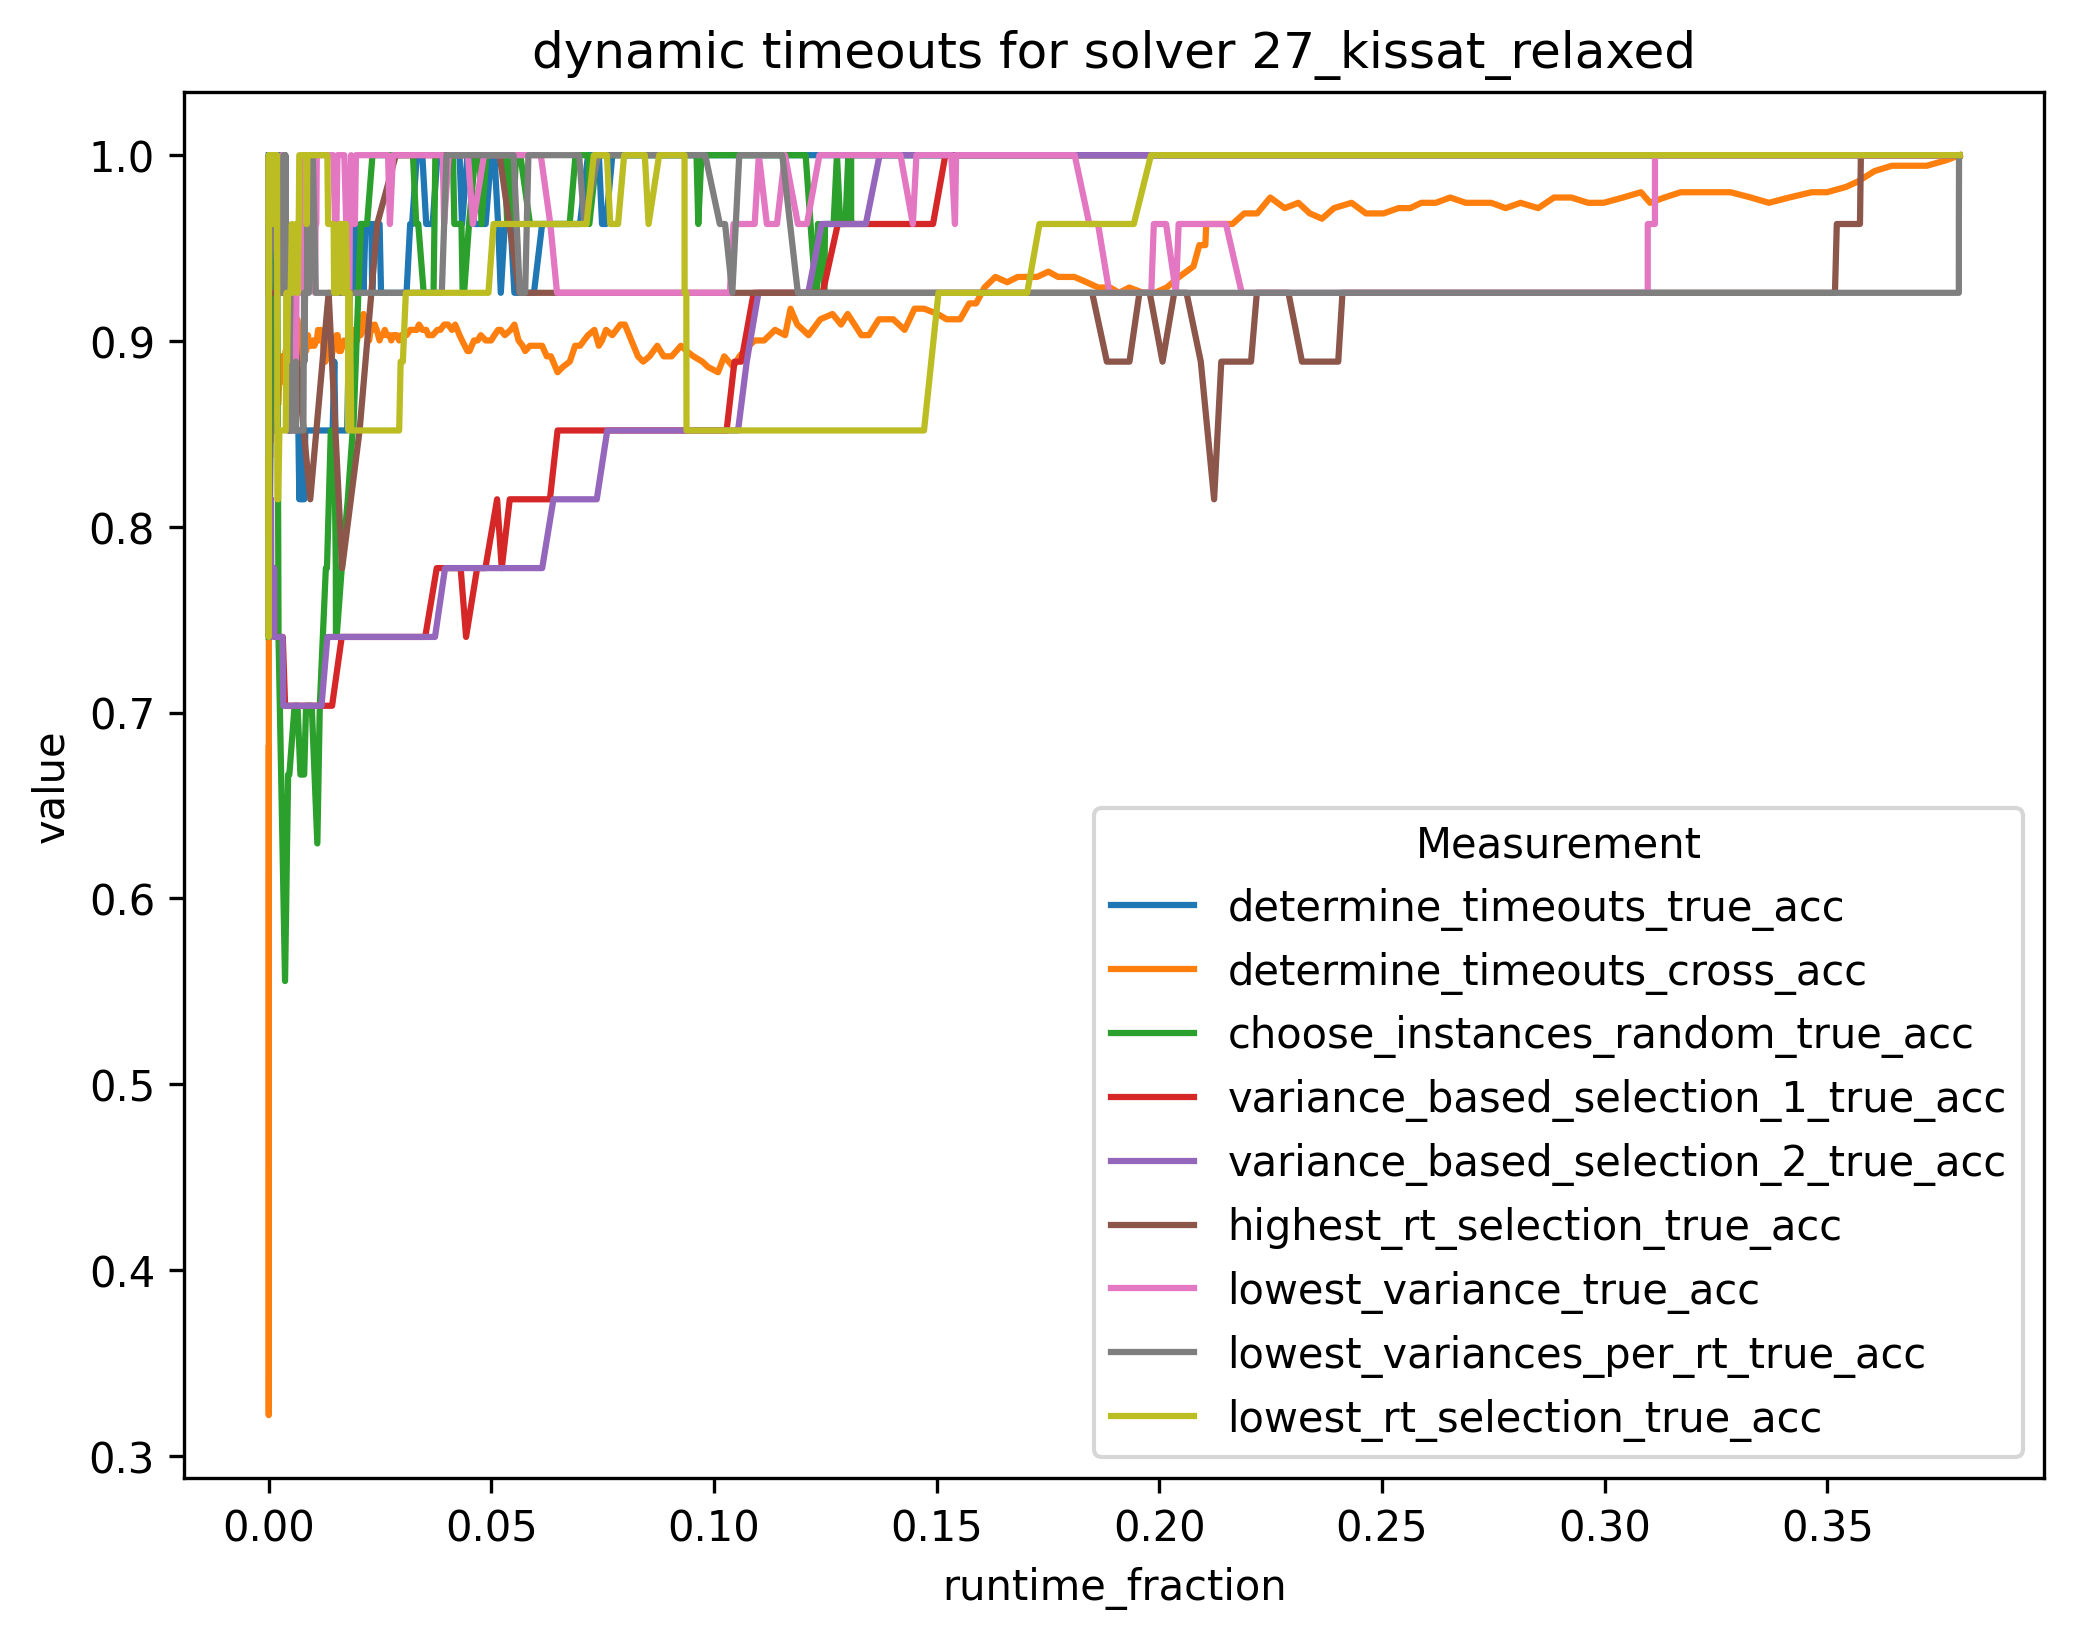 dynamic timeouts for solver 27_kissat_relaxed
value
1.0
0.9
0.8
0.7
0.6
0.5
0.4
0.3
Measurement
determine_timeouts_true_acc
determine_timeouts_cross_acc
choose_instances_random_true_acc
variance_based_selection_1_true_acc
variance_based_selection_2_true_acc
highest_rt_selection_true_acc
lowest_variance_true_acc
lowest_variances_per_rt_true_acc
lowest_rt_selection_true_acc
0.00 0.05 0.10 0.15 0.20 0.25 0.30 0.35
runtime_fraction